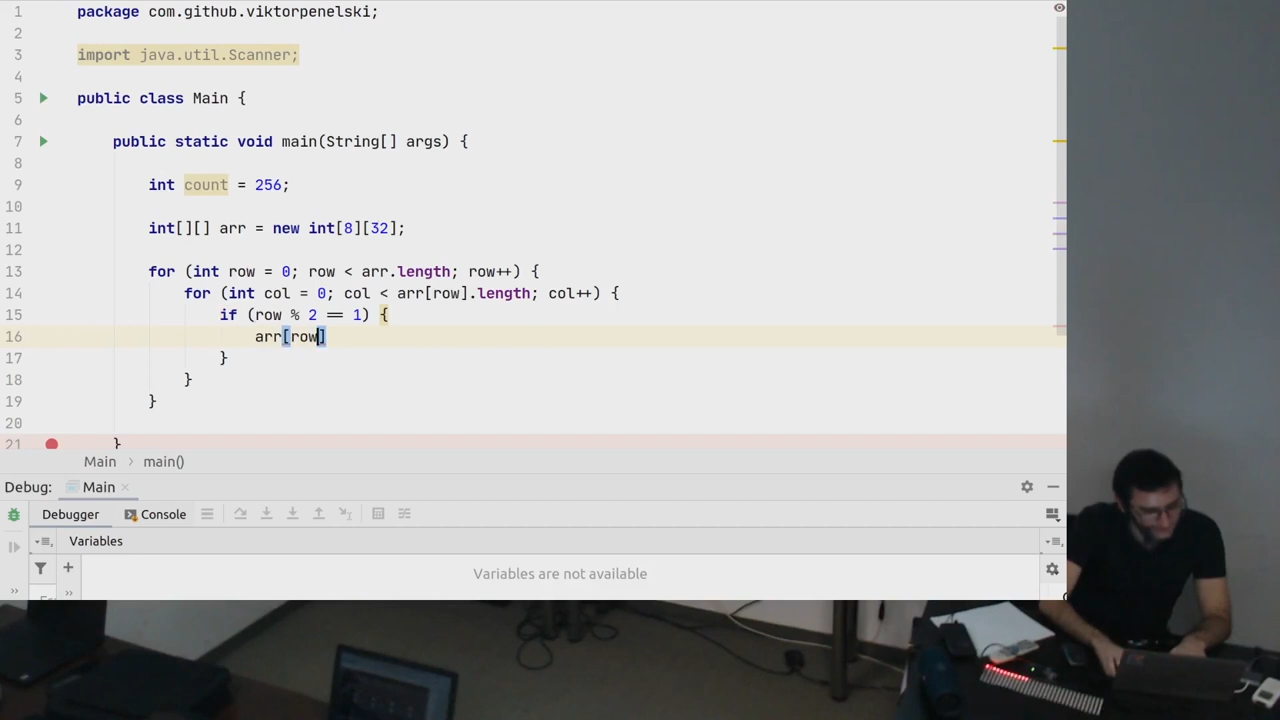 1 package com.github.viktorpenelski;
2
3 import java.util.Scanner;
4
5 public class Main {
6
7 public static void main(String[] args) {
8
9 int count = 256;
10
11 int[][] arr = new int[8][32];
12
13 for (int row = 0; row < arr.length; row++) {
14 for (int col = 0; col < arr[row].length; col++) {
15 if (row % 2 == 1) {
16 arr[row]
17 }
18 }
19 }
20
21 }
Main > main()
Debug: Main
Debugger Console
Variables
Variables are not available